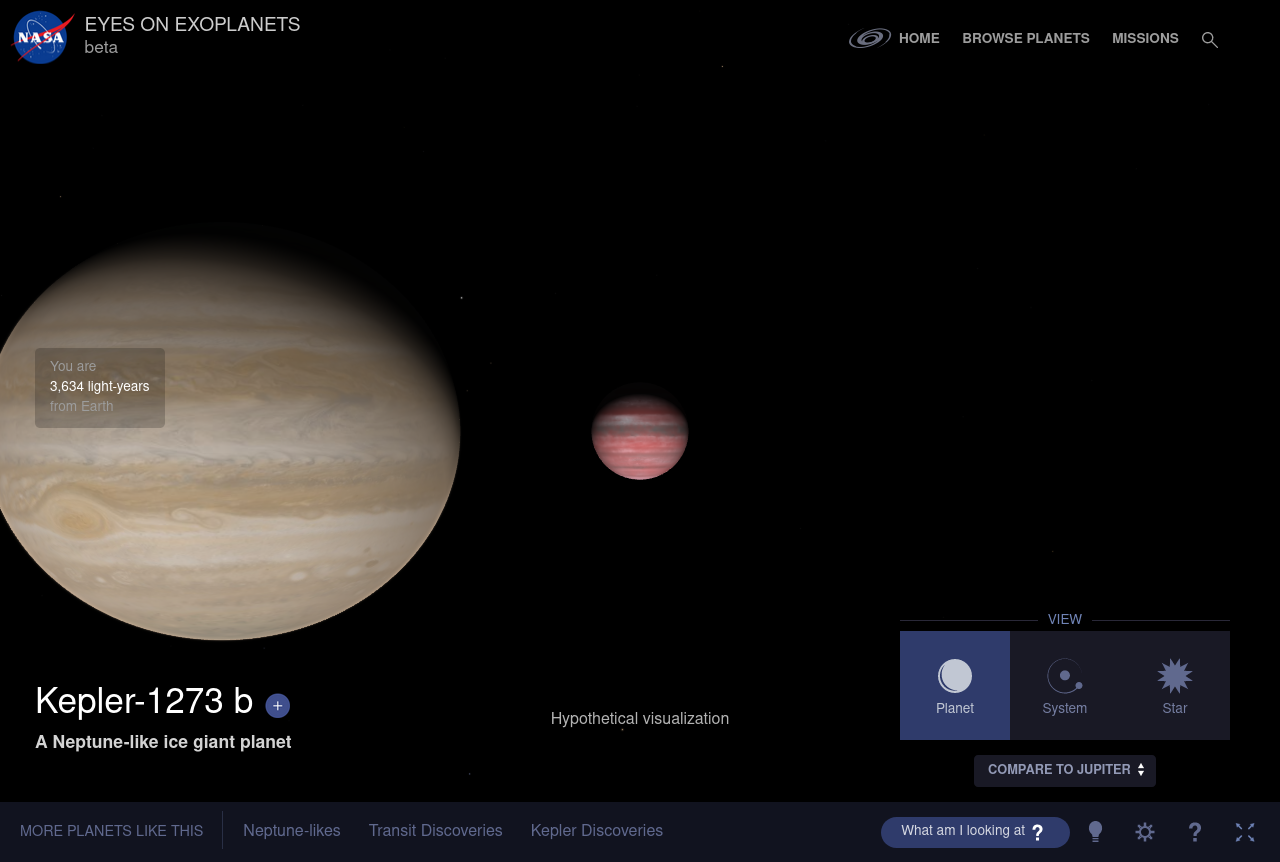 NASA
EYES ON EXOPLANETS
beta
HOME
BROWSE PLANETS
MISSIONS
You are
3,634 light-years
from Earth
Kepler-1273 b +
A Neptune-like ice giant planet
Hypothetical visualization
VIEW
Planet
System
Star
COMPARE TO JUPITER
MORE PLANETS LIKE THIS
Neptune-likes
Transit Discoveries
Kepler Discoveries
What am I looking at ?
?